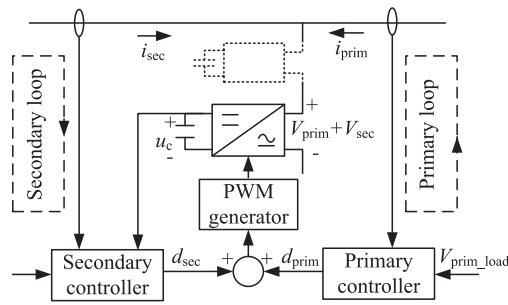 i_sec
i_prim
Secondary loop
Primary loop
+
u_c
-
+
V_prim+V_sec
-
PWM
generator
d_sec
+
+
d_prim
V_prim_load
Secondary
controller
Primary
controller